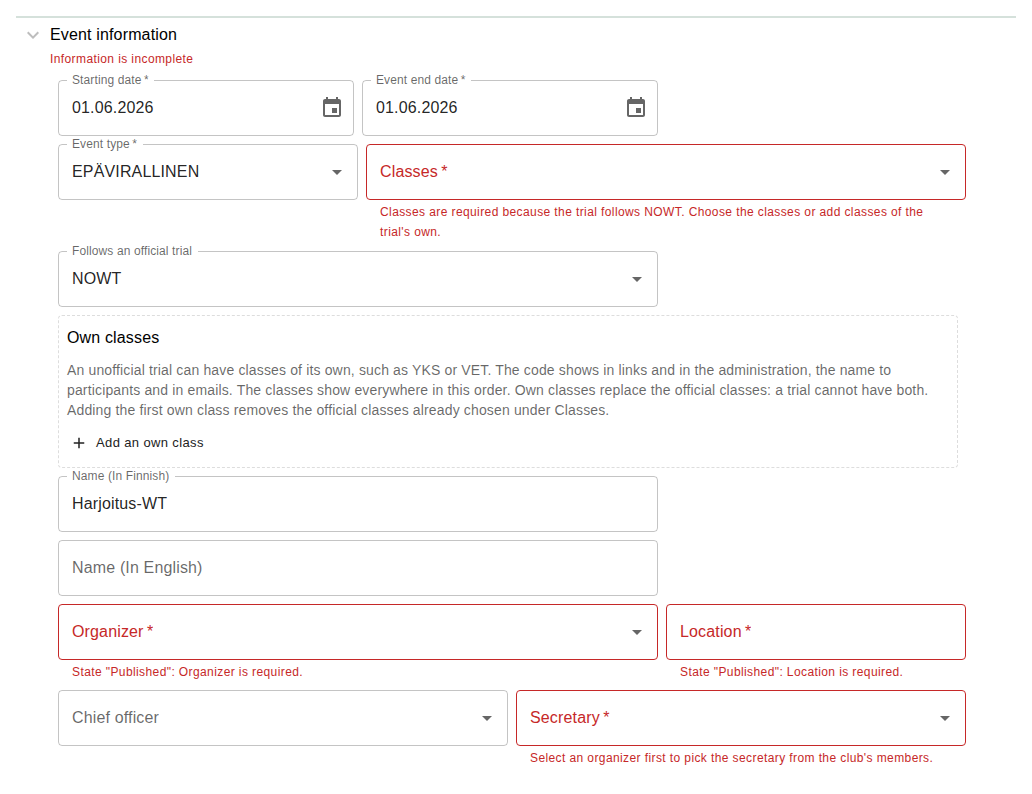 Event information
Information is incomplete
Starting date *
01.06.2026
Event end date *
01.06.2026
Event type *
EPÄVIRALLINEN
Classes *
Classes are required because the trial follows NOWT. Choose the classes or add classes of the
trial's own.
Follows an official trial
NOWT
Own classes
An unofficial trial can have classes of its own, such as YKS or VET. The code shows in links and in the administration, the name to
participants and in emails. The classes show everywhere in this order. Own classes replace the official classes: a trial cannot have both.
Adding the first own class removes the official classes already chosen under Classes.
Add an own class
Name (In Finnish)
Harjoitus-WT
Name (In English)
Organizer *
State "Published": Organizer is required.
Location *
State "Published": Location is required.
Chief officer
Secretary *
Select an organizer first to pick the secretary from the club's members.